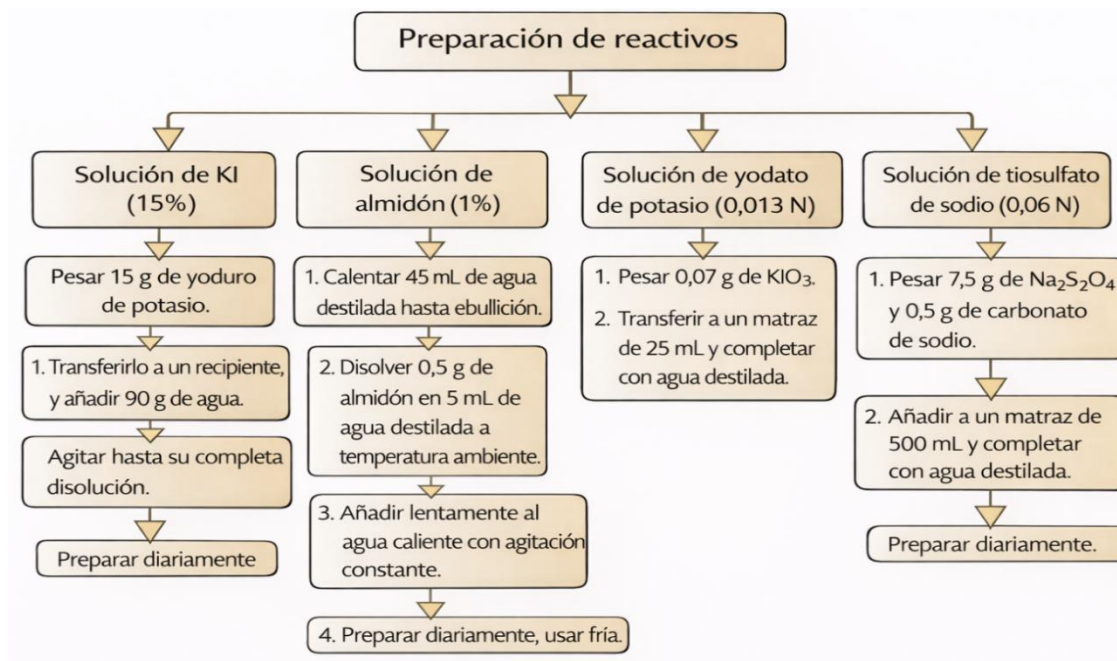 Preparación de reactivos
Solución de KI
(15%)
Pesar 15 g de yoduro
de potasio.
1. Transferirlo a un recipiente,
y añadir 90 g de agua.
Agitar hasta su completa
disolución.
Preparar diariamente
Solución de
almidón (1%)
1. Calentar 45 mL de agua
destilada hasta ebullición.
2. Disolver 0,5 g de
almidón en 5 mL de
agua destilada a
temperatura ambiente.
3. Añadir lentamente al
agua caliente con agitación
constante.
4. Preparar diariamente, usar fría.
Solución de yodato
de potasio (0,013 N)
1. Pesar 0,07 g de KIO₃.
2. Transferir a un matraz
de 25 mL y completar
con agua destilada.
Solución de tiosulfato
de sodio (0,06 N)
1. Pesar 7,5 g de Na₂S₂O₄
y 0,5 g de carbonato
de sodio.
2. Añadir a un matraz de
500 mL y completar
con agua destilada.
Preparar diariamente.